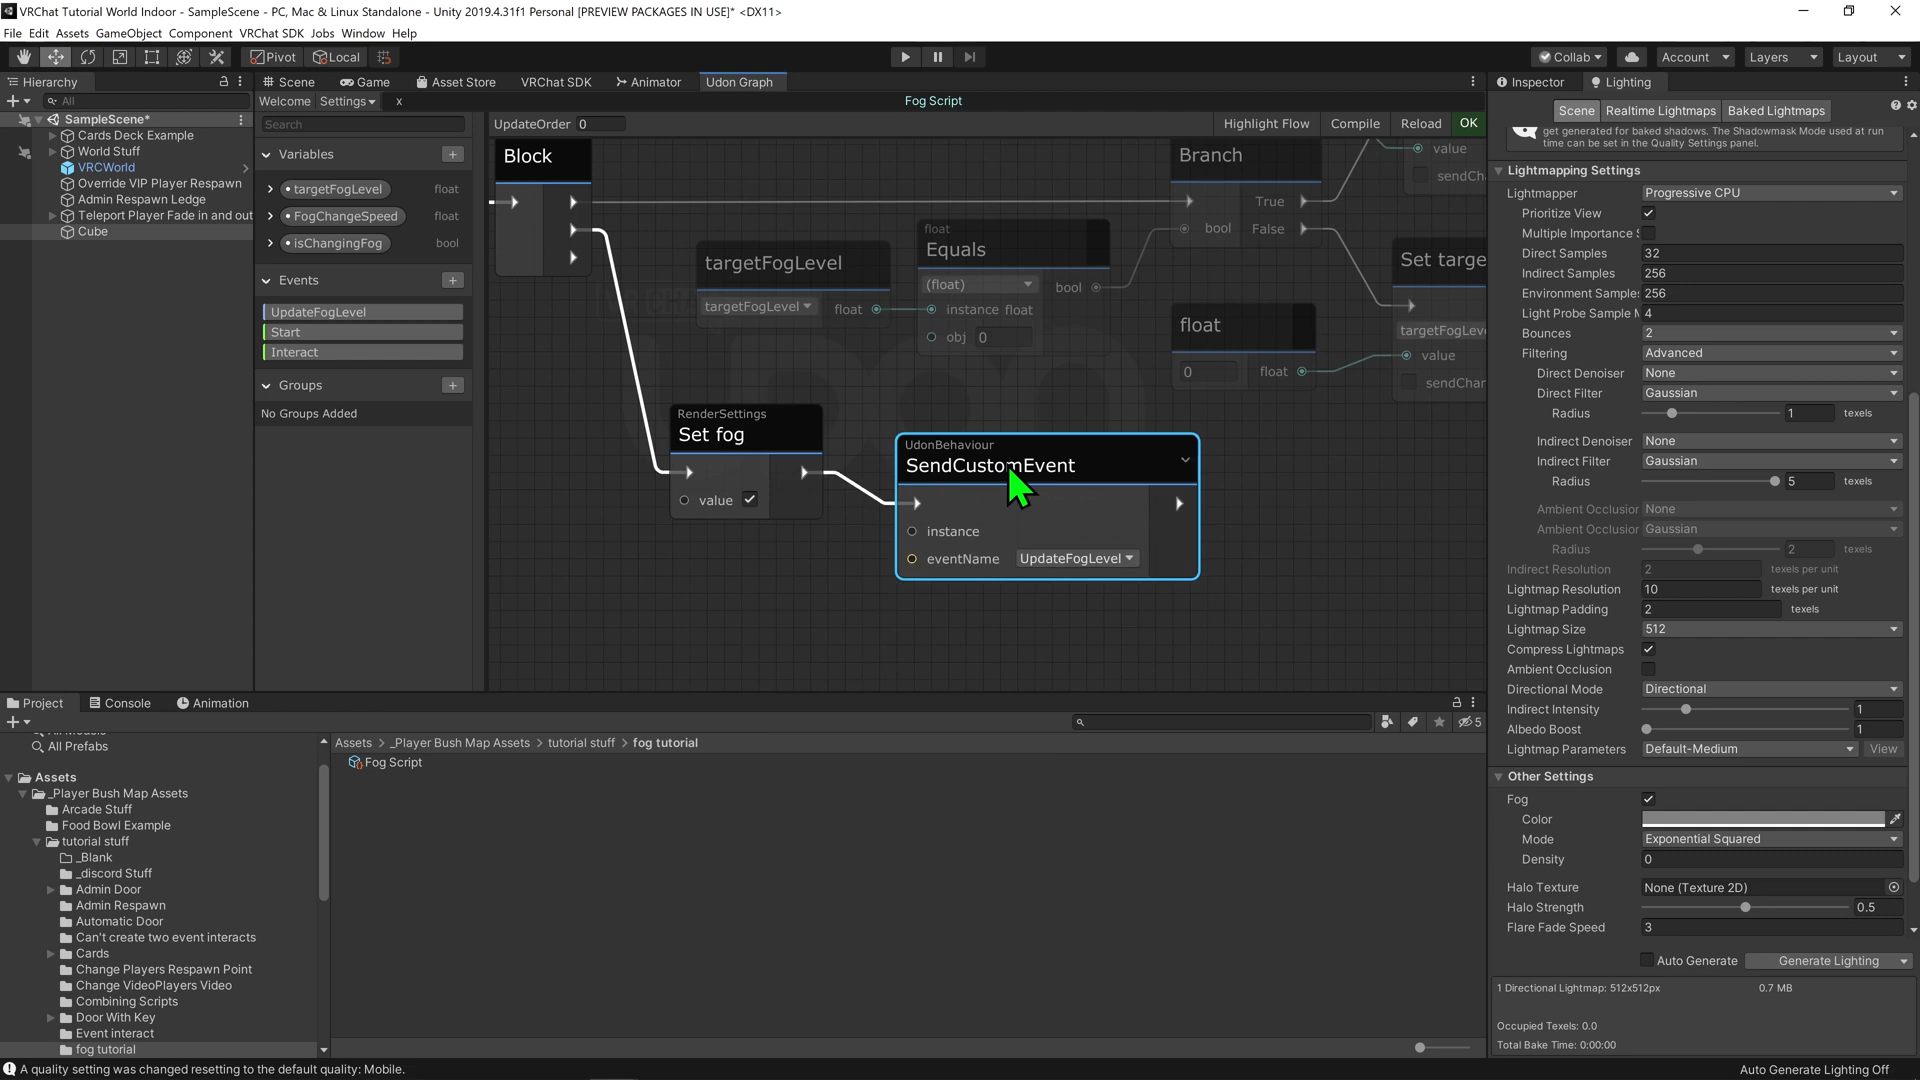 VRChat Tutorial World Indoor - SampleScene - PC, Mac & Linux Standalone - Unity 2019.4.31f1 Personal [PREVIEW PACKAGES IN USE]* <DX11>
File Edit Assets GameObject Component VRChat SDK Jobs Window Help
Pivot Local Collab Account Layers Layout
Hierarchy
All
SampleScene*
Cards Deck Example
World Stuff
VRCWorld
Override VIP Player Respawn
Admin Respawn Ledge
Teleport Player Fade in and out
Cube
Scene Game Asset Store VRChat SDK Animator Udon Graph
Welcome Settings x Fog Script
Search
Variables
targetFogLevel float
FogChangeSpeed float
isChangingFog bool
Events
UpdateFogLevel
Start
Interact
Groups
No Groups Added
UpdateOrder 0 Highlight Flow Compile Reload OK
Block
targetFogLevel
targetFogLevel float
float
Equals
(float) bool
instance float
obj 0
Branch
True
bool False
value
sendCha
float
0 float
Set targe
targetFogLeve
value
sendChar
RenderSettings
Set fog
value
UdonBehaviour
SendCustomEvent
instance
eventName UpdateFogLevel
Inspector Lighting
Scene Realtime Lightmaps Baked Lightmaps
get generated for baked shadows. The Shadowmask Mode used at run
time can be set in the Quality Settings panel.
Lightmapping Settings
Lightmapper Progressive CPU
Prioritize View
Multiple Importance S
Direct Samples 32
Indirect Samples 256
Environment Samples 256
Light Probe Sample M 4
Bounces 2
Filtering Advanced
Direct Denoiser None
Direct Filter Gaussian
Radius 1 texels
Indirect Denoiser None
Indirect Filter Gaussian
Radius 5 texels
Ambient Occlusior None
Ambient Occlusior Gaussian
Radius 2 texels
Indirect Resolution 2 texels per unit
Lightmap Resolution 10 texels per unit
Lightmap Padding 2 texels
Lightmap Size 512
Compress Lightmaps
Ambient Occlusion
Directional Mode Directional
Indirect Intensity 1
Albedo Boost 1
Lightmap Parameters Default-Medium View
Other Settings
Fog
Color
Mode Exponential Squared
Density 0
Halo Texture None (Texture 2D)
Halo Strength 0.5
Flare Fade Speed 3
Auto Generate Generate Lighting
1 Directional Lightmap: 512x512px 0.7 MB
Occupied Texels: 0.0
Total Bake Time: 0:00:00
Project Console Animation
5
All Prefabs
Assets
_Player Bush Map Assets
Arcade Stuff
Food Bowl Example
tutorial stuff
_Blank
_discord Stuff
Admin Door
Admin Respawn
Automatic Door
Can't create two event interacts
Cards
Change Players Respawn Point
Change VideoPlayers Video
Combining Scripts
Door With Key
Event interact
fog tutorial
Assets > _Player Bush Map Assets > tutorial stuff > fog tutorial
Fog Script
A quality setting was changed resetting to the default quality: Mobile.
Auto Generate Lighting Off